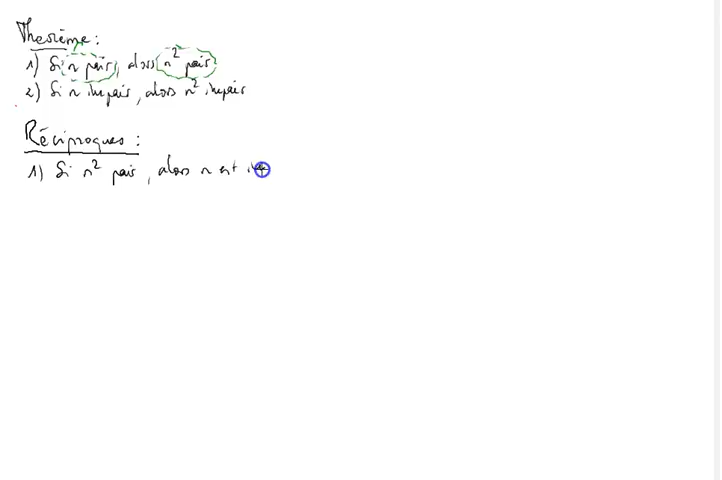 Théorème :
1) Si n pair, alors n² pair
2) Si n impair, alors n² impair
Réciproques :
1) Si n² pair, alors n est